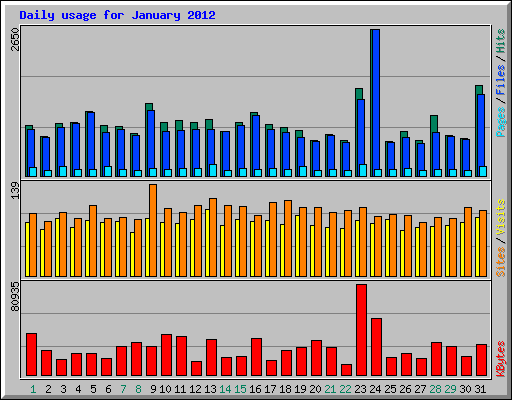 Daily usage for January 2012
2650
Pages / Files / Hits
139
Sites / Visits
80935
KBytes
1 2 3 4 5 6 7 8 9 10 11 12 13 14 15 16 17 18 19 20 21 22 23 24 25 26 27 28 29 30 31